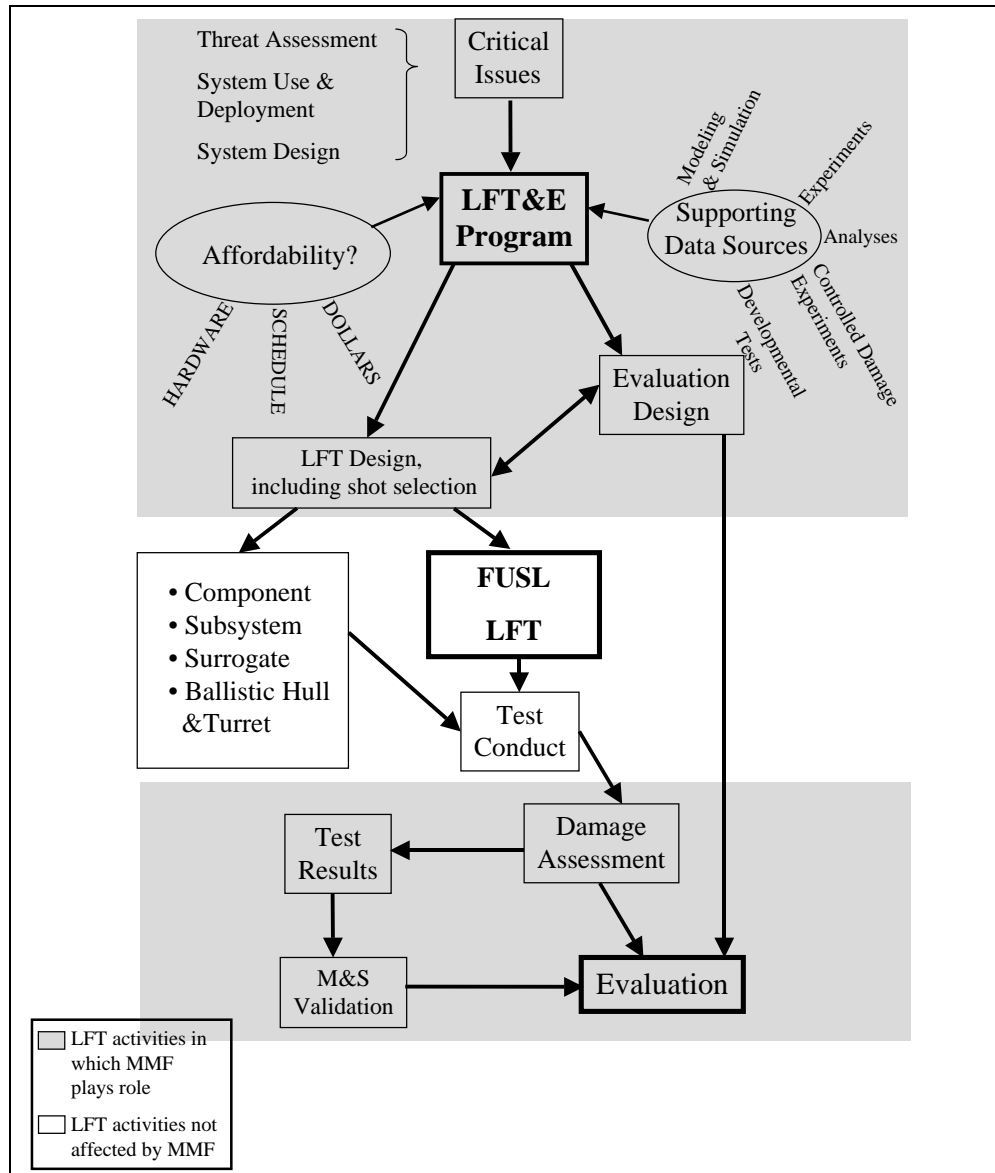 Threat Assessment
System Use &
Deployment
System Design
Critical
Issues
LFT&E
Program
Affordability?
HARDWARE
SCHEDULE
DOLLARS
Supporting
Data Sources
Modeling
& Simulation
Experiments
Analyses
Controlled Damage
Experiments
Developmental
Tests
Evaluation
Design
LFT Design,
including shot selection
• Component
• Subsystem
• Surrogate
• Ballistic Hull
&Turret
FUSL
LFT
Test
Conduct
Damage
Assessment
Test
Results
M&S
Validation
Evaluation
LFT activities in
which MMF
plays role
LFT activities not
affected by MMF